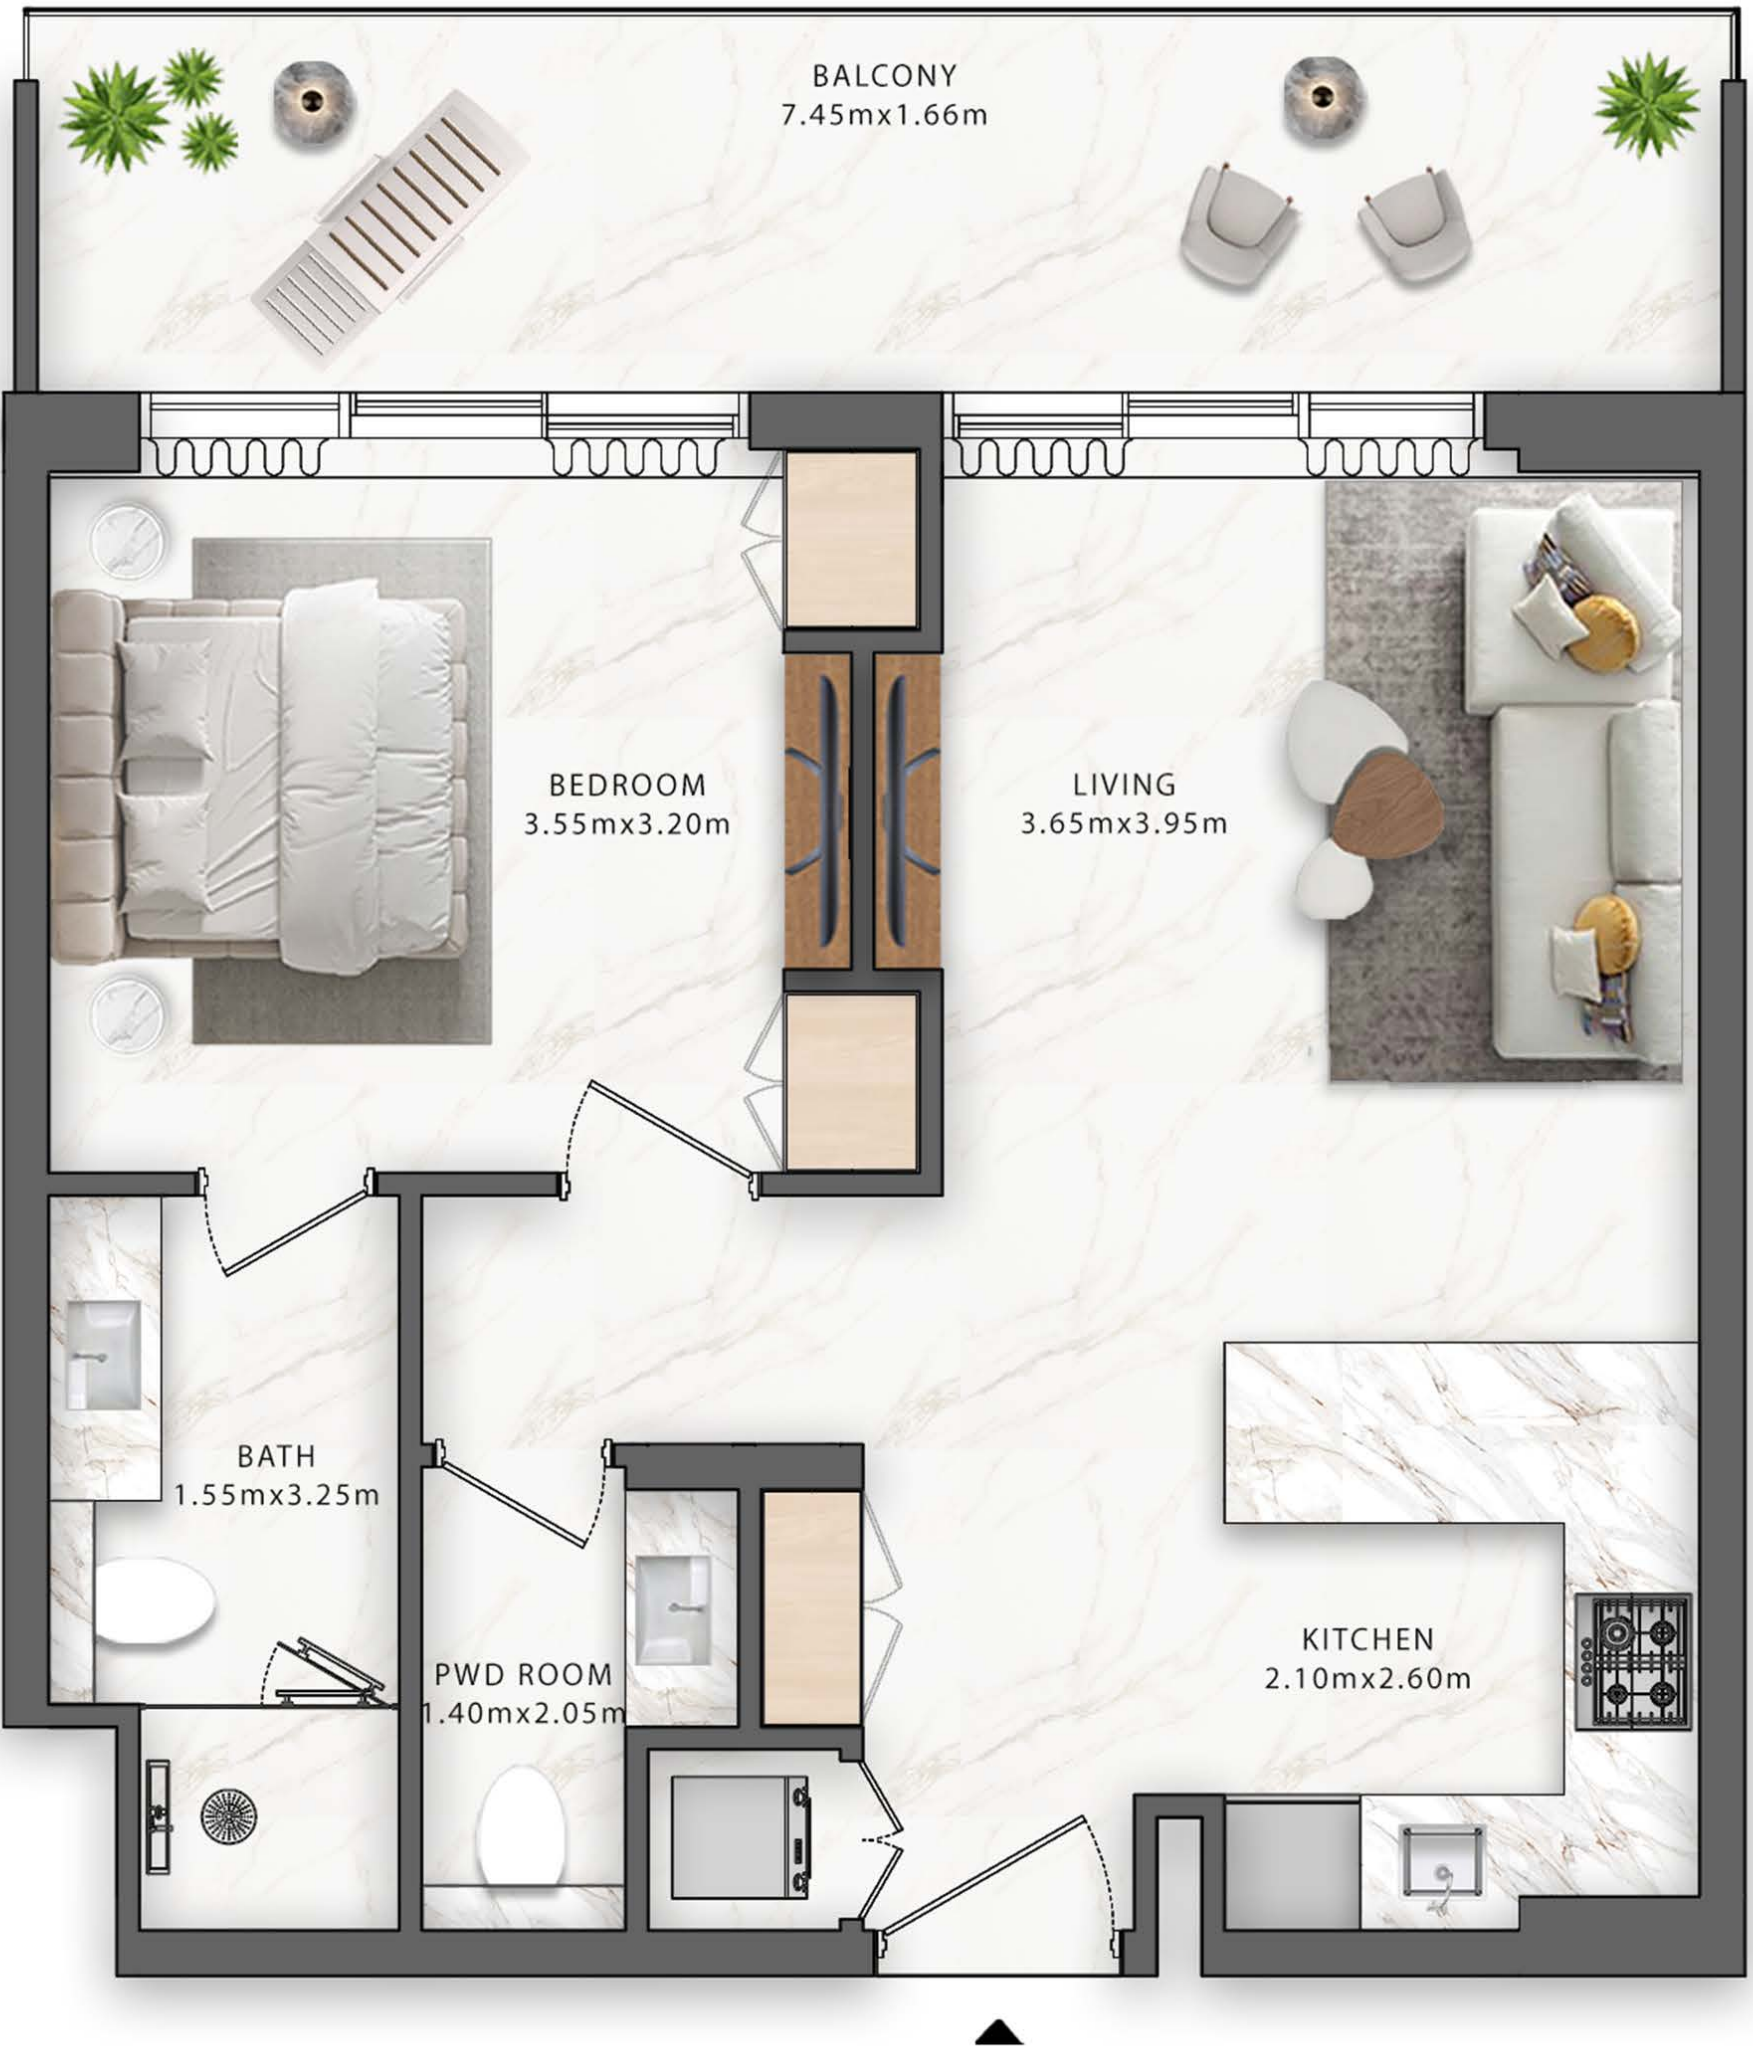 BALCONY
7.45mx1.66m
BEDROOM
3.55mx3.20m
LIVING
3.65mx3.95m
BATH
1.55mx3.25m
KITCHEN
2.10mx2.60m
PWD ROOM
1.40mx2.05m